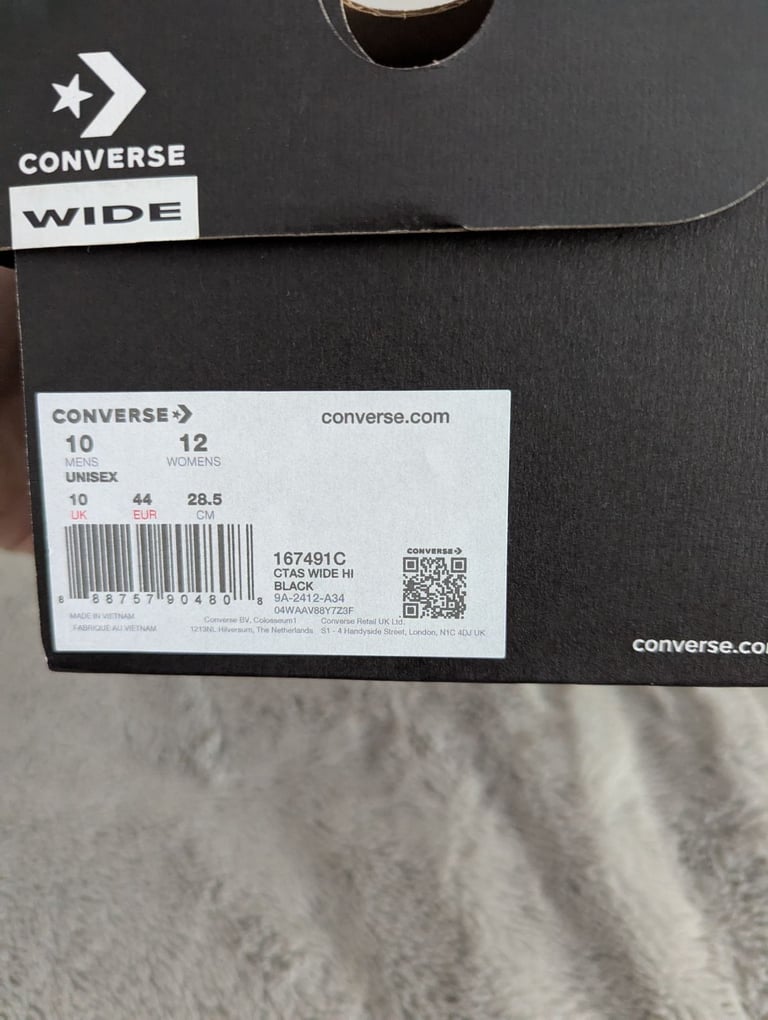 CONVERSE
WIDE
CONVERSE converse.com
10 12
MENS WOMENS
UNISEX
10 44 28.5
UK EUR CM
8 88757 90480 8
167491C
CTAS WIDE HI
BLACK
9A-2412-A34
04WAAV88Y7Z3F
CONVERSE
MADE IN VIETNAM
FABRIQUE AU VIETNAM
Converse BV, Colosseum1
1213NL Hilversum, The Netherlands
Converse Retail UK Ltd.
S1 - 4 Handyside Street, London, N1C 4DJ UK
converse.co